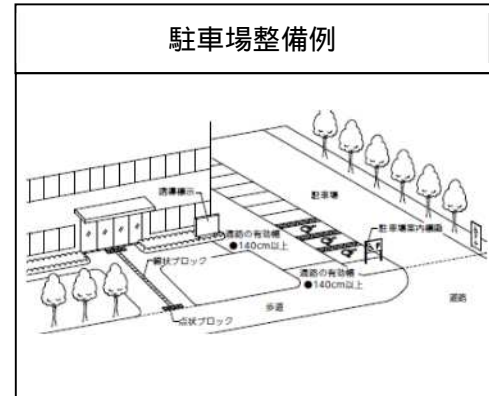 駐車場整備例
誘導標示
駐車場
通路の有効幅
●140cm以上
駐車場案内標識
線状ブロック
通路の有効幅
●140cm以上
道路
歩道
点状ブロック